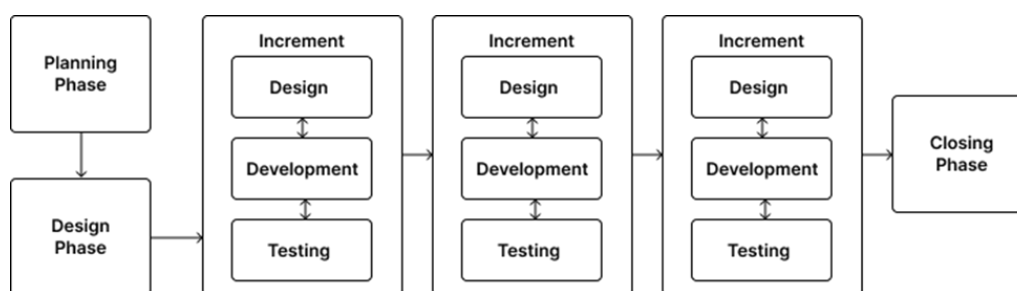 Planning
Phase
Design
Phase
Increment
Design
Development
Testing
Increment
Design
Development
Testing
Increment
Design
Development
Testing
Closing
Phase